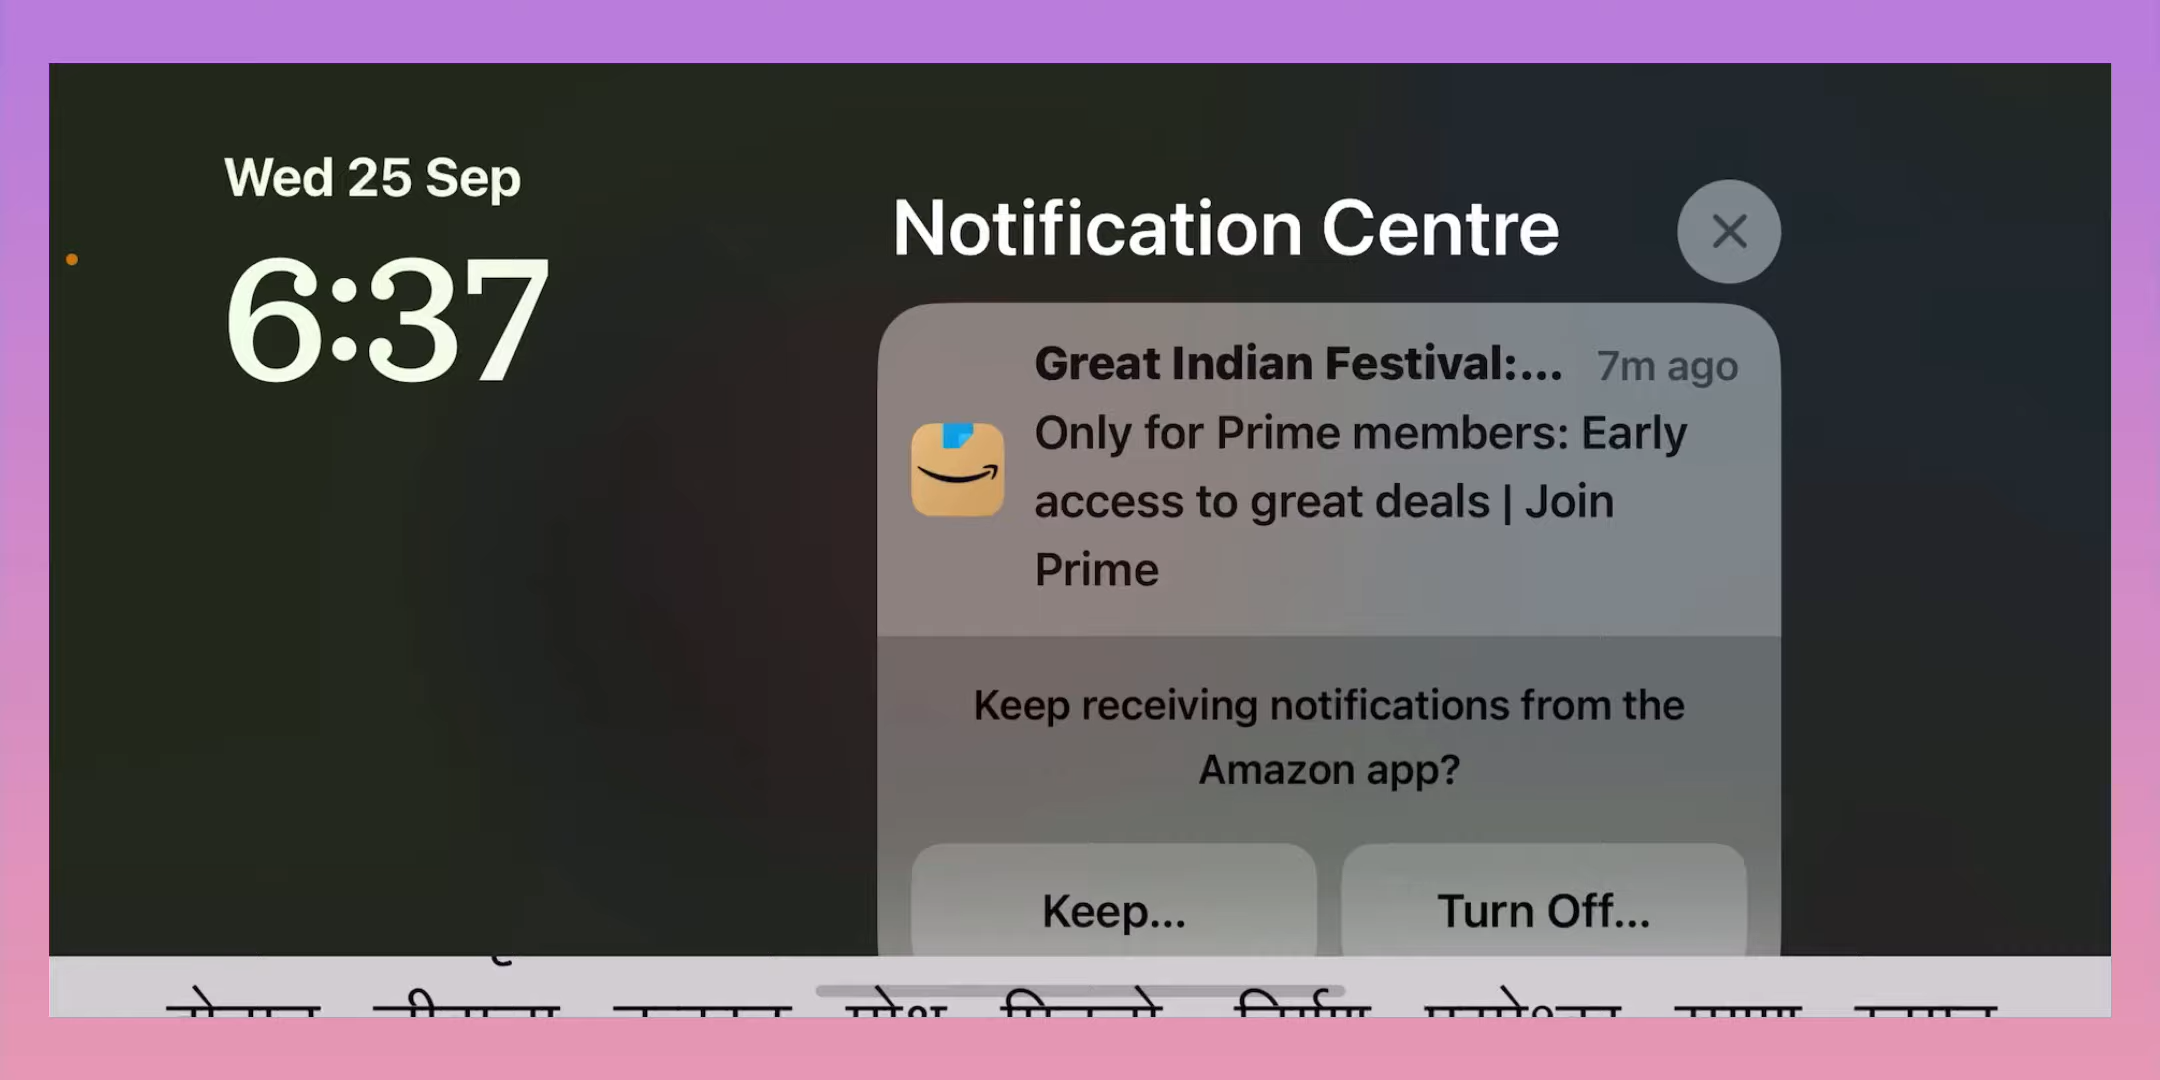 Wed 25 Sep
6:37
Notification Centre
Great Indian Festival:... 7m ago
Only for Prime members: Early
access to great deals | Join
Prime
Keep receiving notifications from the
Amazon app?
Keep...
Turn Off...